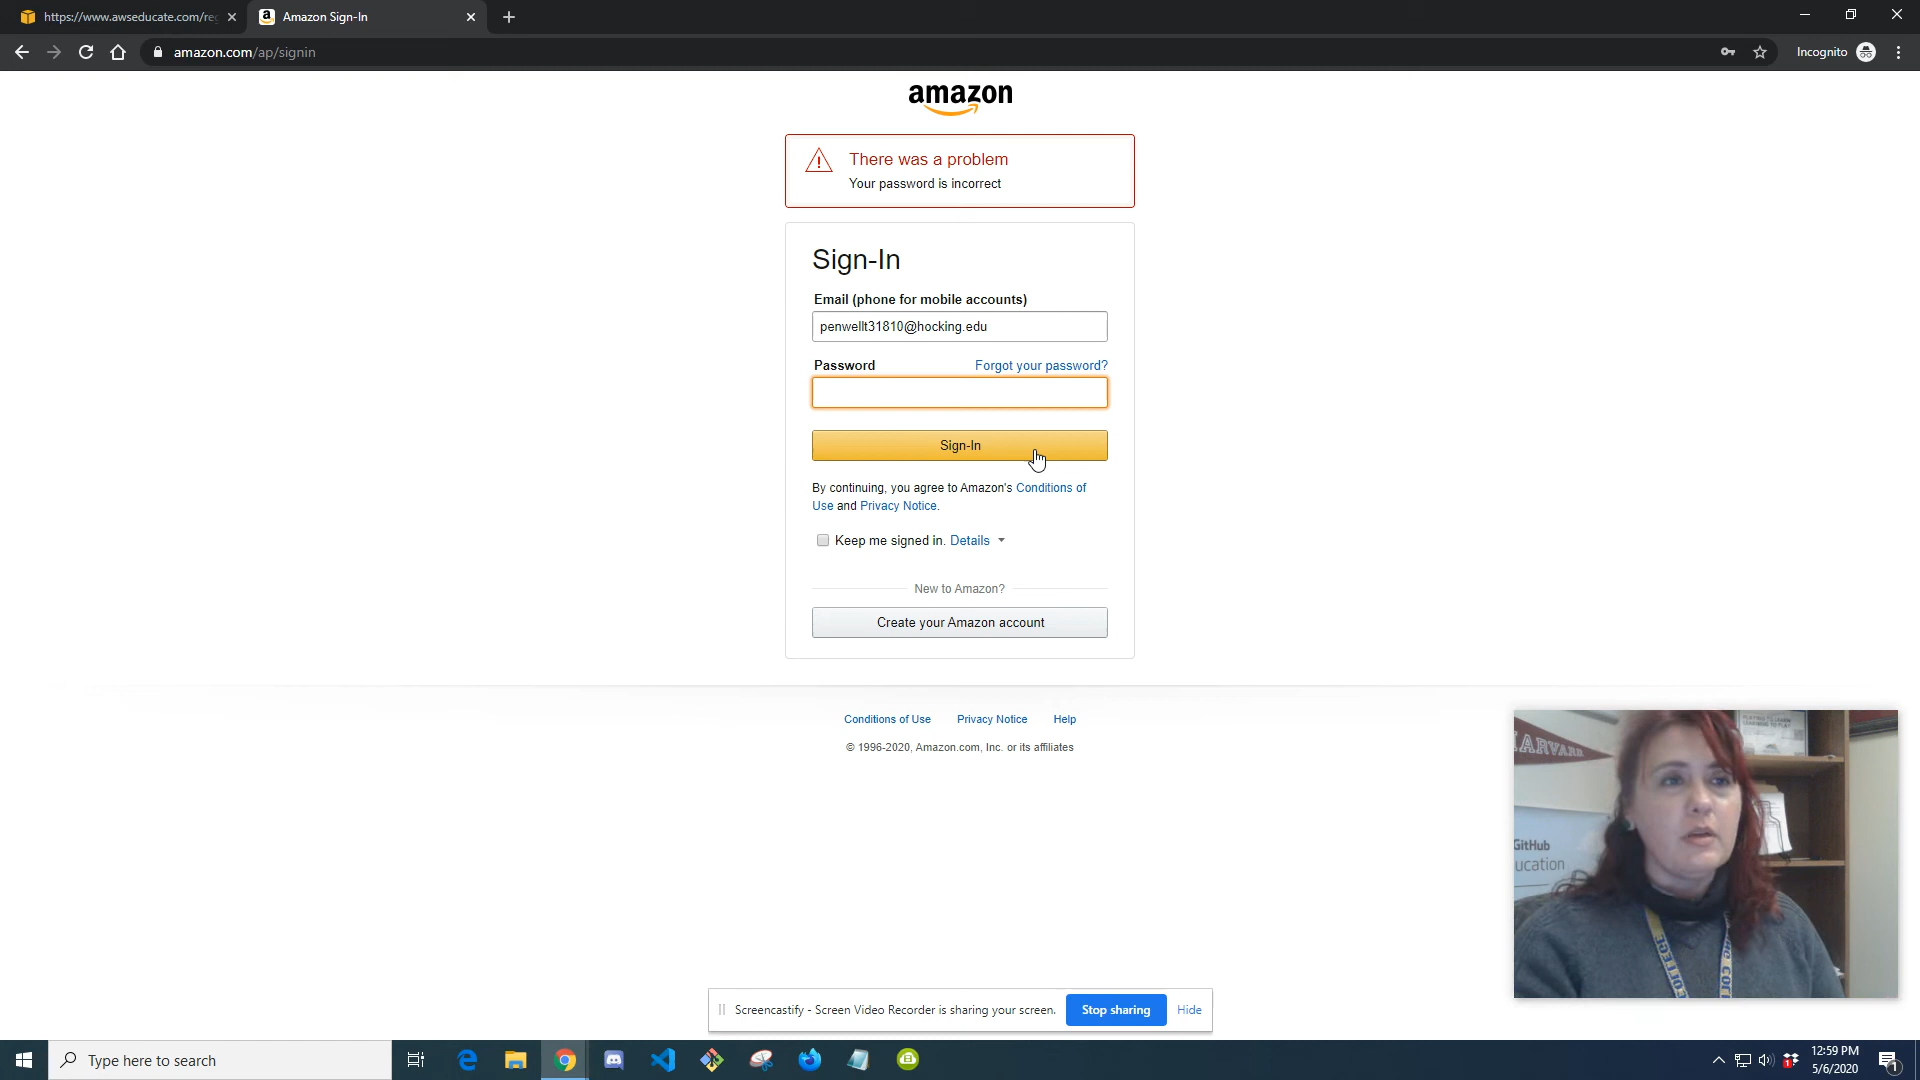 https://www.awseducate.com/re
Amazon Sign-In
amazon.com/ap/signin
Incognito
amazon
There was a problem
Your password is incorrect
Sign-In
Email (phone for mobile accounts)
penwellt31810@hocking.edu
Password
Forgot your password?
Sign-In
By continuing, you agree to Amazon's Conditions of
Use and Privacy Notice.
Keep me signed in. Details
New to Amazon?
Create your Amazon account
Conditions of Use Privacy Notice Help
© 1996-2020, Amazon.com, Inc. or its affiliates
HARVARD
GitHub
ucation
Screencastify - Screen Video Recorder is sharing your screen.
Stop sharing
Hide
Type here to search
12:59 PM
5/6/2020
1